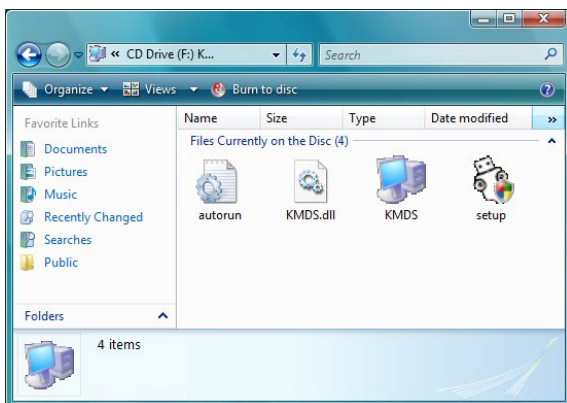 « CD Drive (F:) K... Search
Organize Views Burn to disc
Favorite Links
Documents
Pictures
Music
Recently Changed
Searches
Public
Folders
Name Size Type Date modified »
Files Currently on the Disc (4)
autorun KMDS.dll KMDS setup
4 items